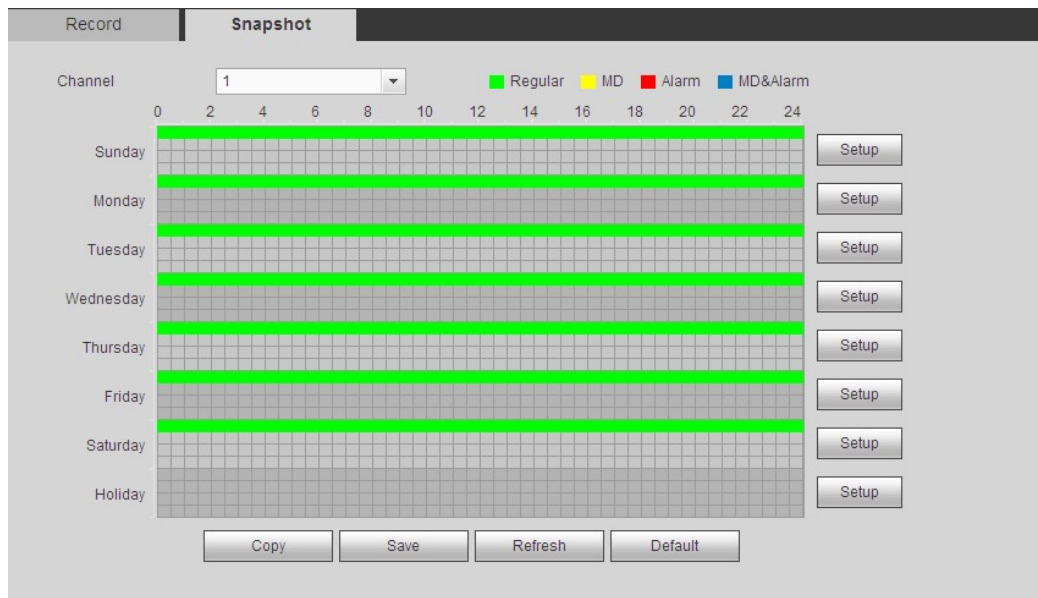 Record Snapshot
Channel 1 Regular MD Alarm MD&Alarm
0 2 4 6 8 10 12 14 16 18 20 22 24
Sunday Setup
Monday Setup
Tuesday Setup
Wednesday Setup
Thursday Setup
Friday Setup
Saturday Setup
Holiday Setup
Copy Save Refresh Default